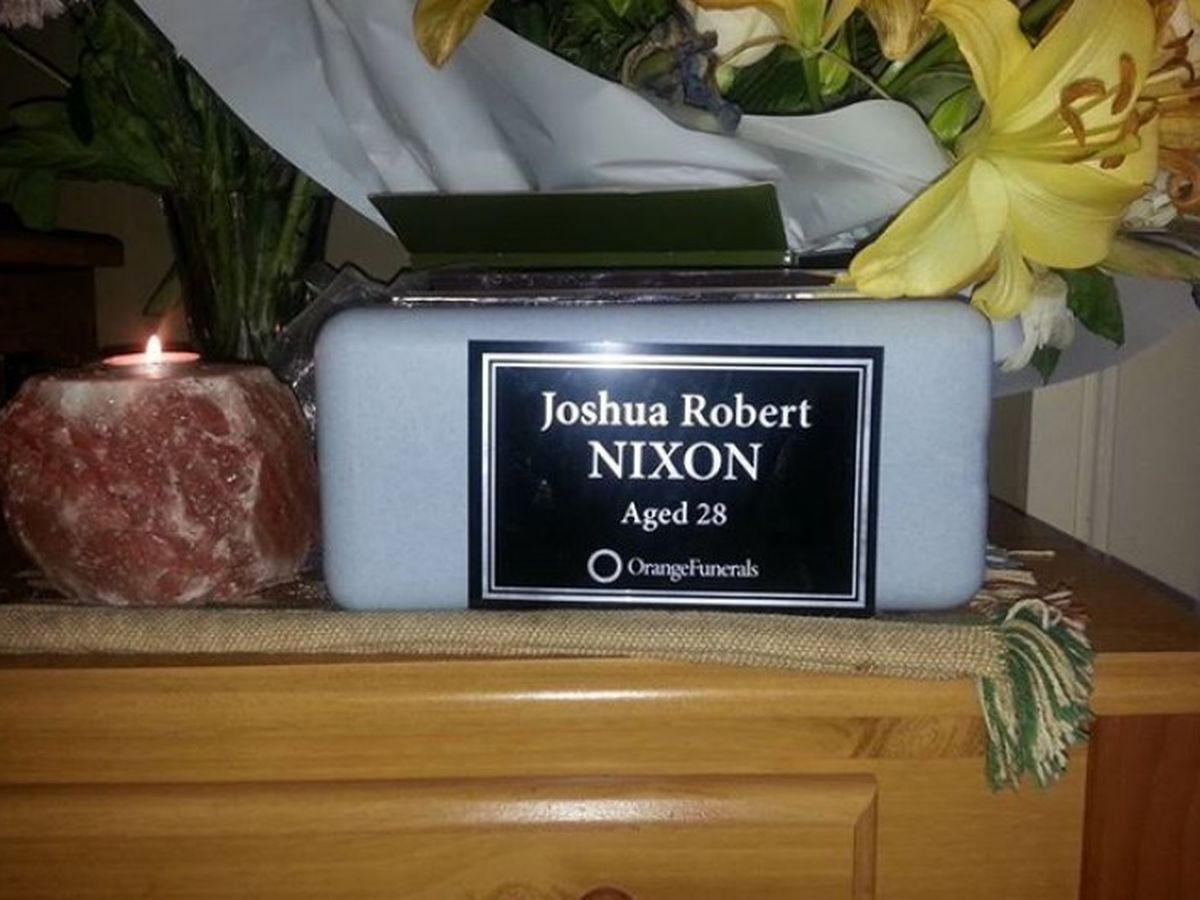 Joshua Robert
NIXON
Aged 28
OrangeFunerals